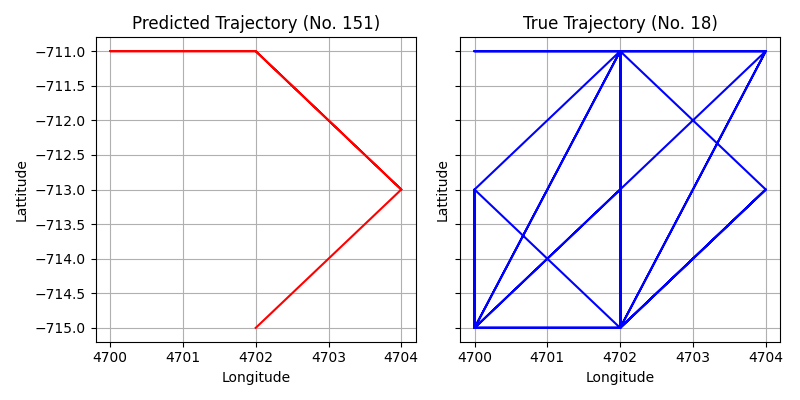 Predicted Trajectory (No. 151)
True Trajectory (No. 18)
−711.0
−711.5
−712.0
−712.5
−713.0
−713.5
−714.0
−714.5
−715.0
Lattitude
Lattitude
4700 4701 4702 4703 4704
4700 4701 4702 4703 4704
Longitude
Longitude